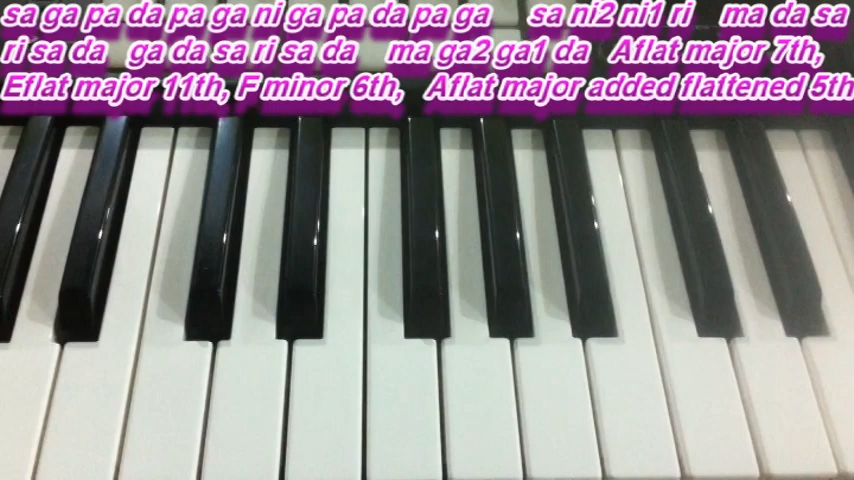 sa ga pa da pa ga ni ga pa da pa ga sa ni2 ni1 ri ma da sa
ri sa da ga da sa ri sa da ma ga2 ga1 da Aflat major 7th,
Eflat major 11th, F minor 6th, Aflat major added flattened 5th